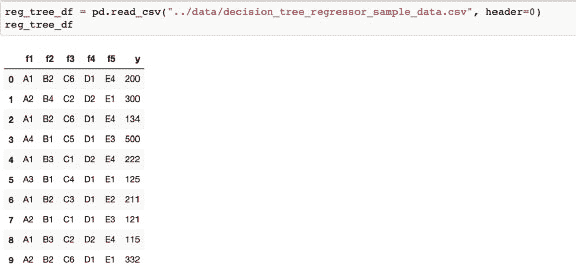 reg_tree_df = pd.read_csv("../data/decision_tree_regressor_sample_data.csv", header=0)
reg_tree_df
f1 f2 f3 f4 f5 y
0 A1 B2 C6 D1 E4 200
1 A2 B4 C2 D2 E1 300
2 A1 B2 C6 D1 E4 134
3 A4 B1 C5 D1 E3 500
4 A1 B3 C1 D2 E4 222
5 A3 B1 C4 D1 E1 125
6 A1 B2 C3 D1 E2 211
7 A2 B1 C1 D1 E3 121
8 A1 B3 C2 D2 E4 115
9 A2 B2 C6 D1 E1 332